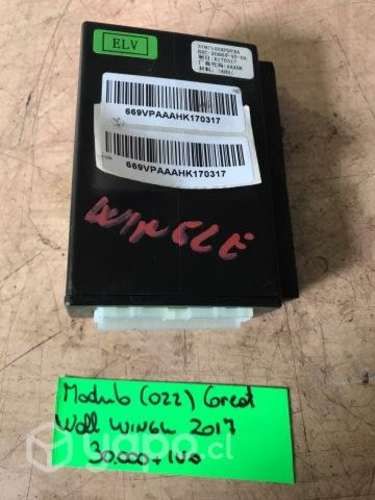 ELV
669VPAAAHK170317
669VPAAAHK170317
WINGLE
Modulo (022) Great
Wall WINGLE 2017
30.000 + IVA
yapo.cl